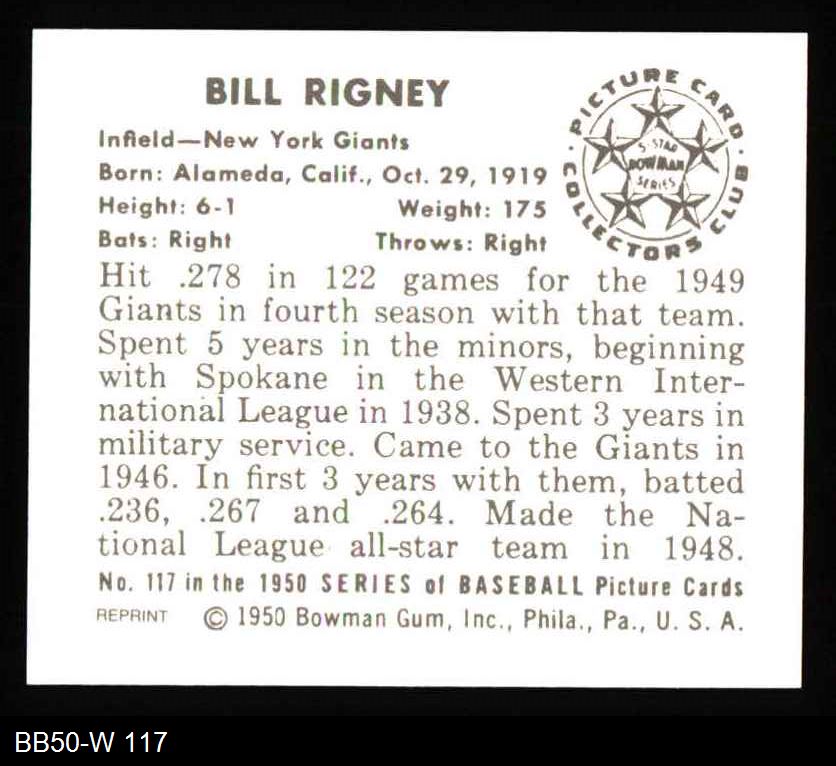 BILL RIGNEY
Infield—New York Giants
Born: Alameda, Calif., Oct. 29, 1919
Height: 6-1 Weight: 175
Bats: Right Throws: Right
PICTURE CARD
COLLECTORS CLUB
5-STAR
BOWMAN
SERIES
Hit .278 in 122 games for the 1949
Giants in fourth season with that team.
Spent 5 years in the minors, beginning
with Spokane in the Western Inter-
national League in 1938. Spent 3 years in
military service. Came to the Giants in
1946. In first 3 years with them, batted
.236, .267 and .264. Made the Na-
tional League all-star team in 1948.
No. 117 in the 1950 SERIES of BASEBALL Picture Cards
REPRINT © 1950 Bowman Gum, Inc., Phila., Pa., U. S. A.
BB50-W 117